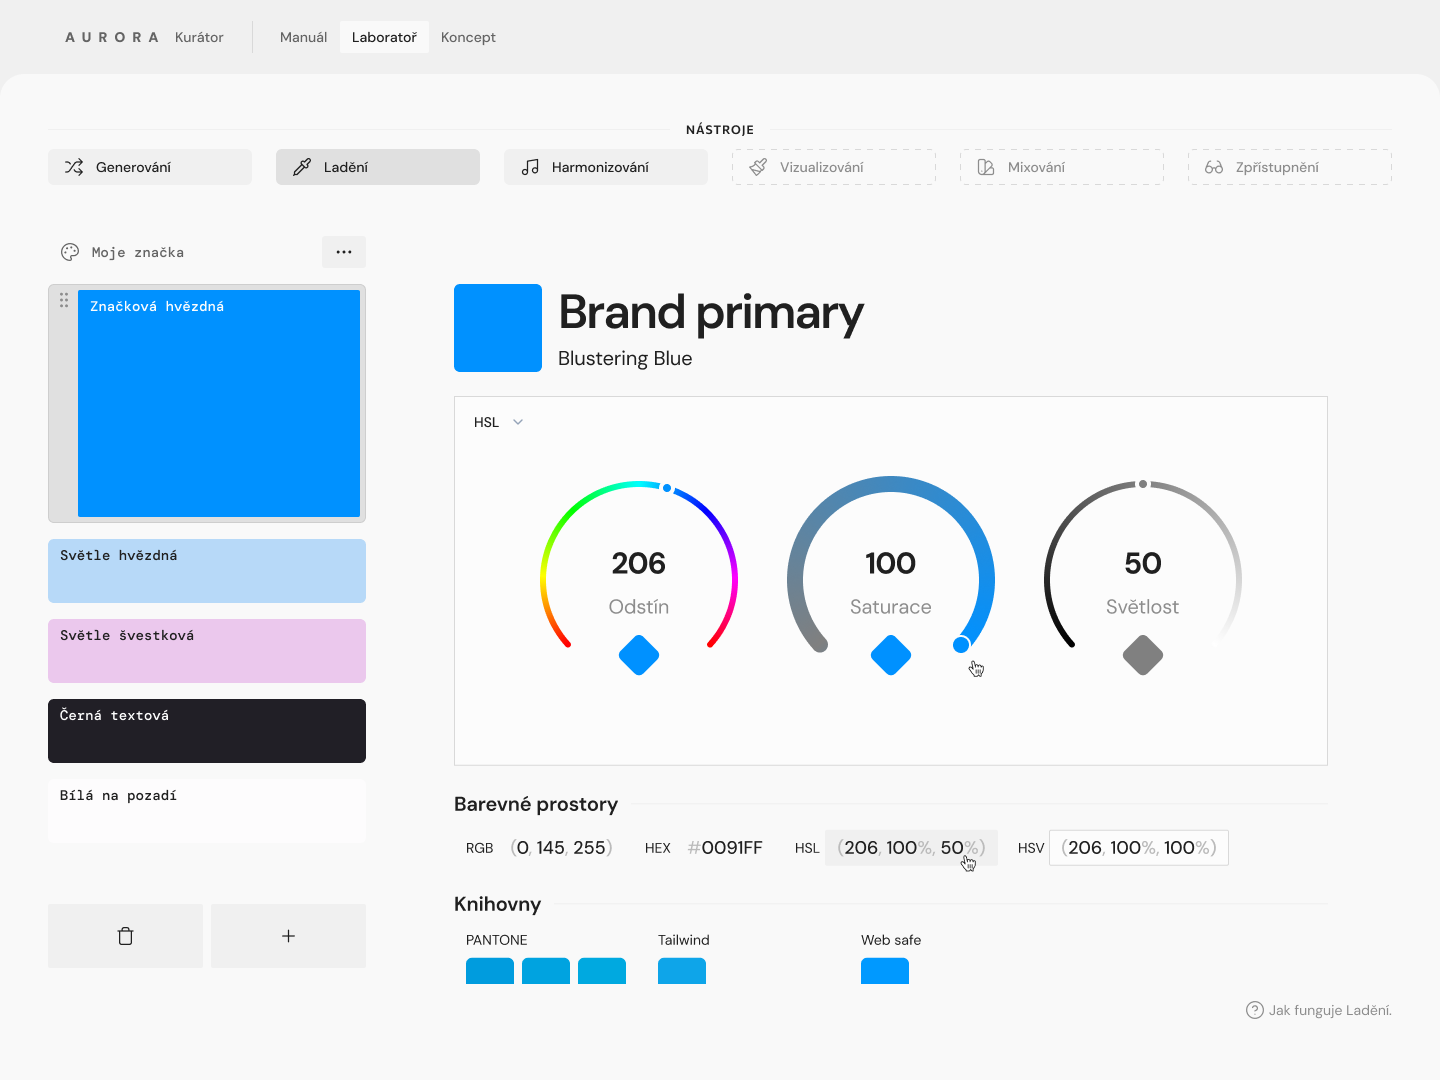 AURORA Kurátor Manuál Laboratoř Koncept
NÁSTROJE
Generování Ladění Harmonizování Vizualizování Mixování Zpřístupnění
Moje značka
Značková hvězdná
Světle hvězdná
Světle švestková
Černá textová
Bílá na pozadí
Brand primary
Blustering Blue
HSL
206 100 50
Odstín Saturace Světlost
Barevné prostory
RGB (0, 145, 255) HEX #0091FF HSL (206, 100%, 50%) HSV (206, 100%, 100%)
Knihovny
PANTONE Tailwind Web safe
Jak funguje Ladění.